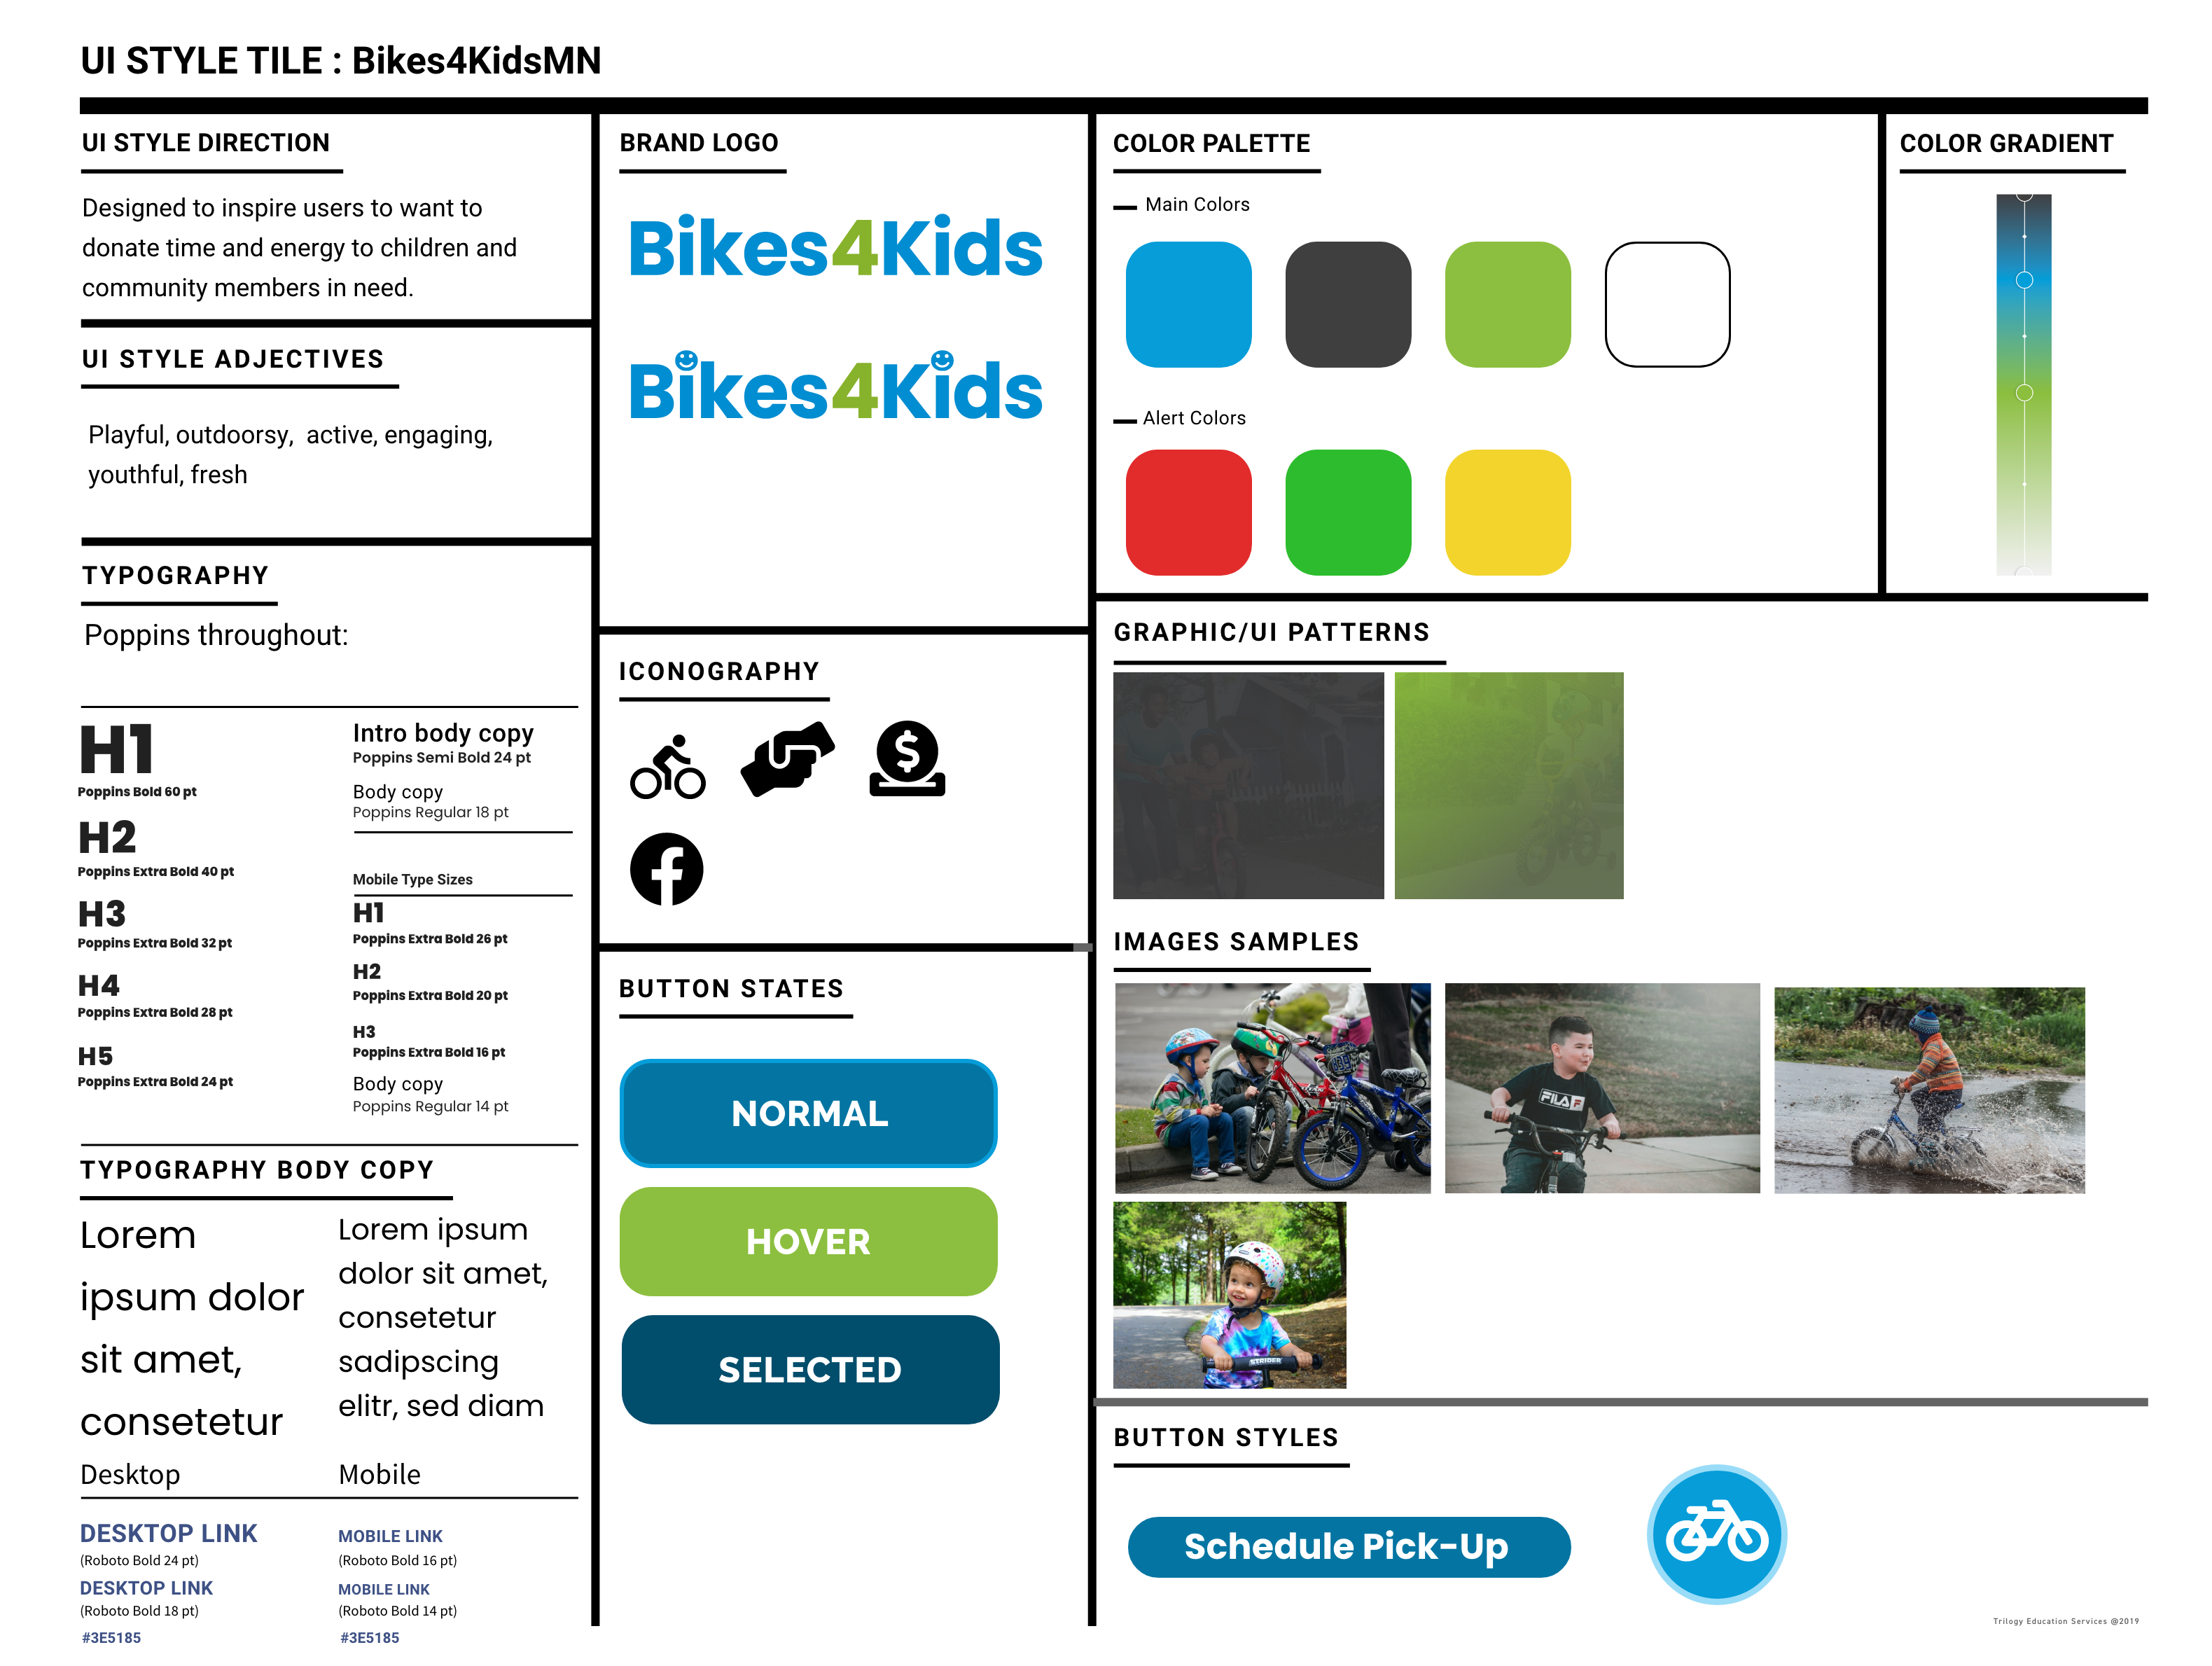 UI STYLE TILE : Bikes4KidsMN
UI STYLE DIRECTION
Designed to inspire users to want to
donate time and energy to children and
community members in need.
UI STYLE ADJECTIVES
Playful, outdoorsy, active, engaging,
youthful, fresh
TYPOGRAPHY
Poppins throughout:
H1
Poppins Bold 60 pt
H2
Poppins Extra Bold 40 pt
H3
Poppins Extra Bold 32 pt
H4
Poppins Extra Bold 28 pt
H5
Poppins Extra Bold 24 pt
Intro body copy
Poppins Semi Bold 24 pt
Body copy
Poppins Regular 18 pt
Mobile Type Sizes
H1
Poppins Extra Bold 26 pt
H2
Poppins Extra Bold 20 pt
H3
Poppins Extra Bold 16 pt
Body copy
Poppins Regular 14 pt
TYPOGRAPHY BODY COPY
Lorem
ipsum dolor
sit amet,
consetetur
Desktop
Lorem ipsum
dolor sit amet,
consetetur
sadipscing
elitr, sed diam
Mobile
DESKTOP LINK
(Roboto Bold 24 pt)
DESKTOP LINK
(Roboto Bold 18 pt)
#3E5185
MOBILE LINK
(Roboto Bold 16 pt)
MOBILE LINK
(Roboto Bold 14 pt)
#3E5185
BRAND LOGO
Bikes4Kids
Bikes4Kids
ICONOGRAPHY
BUTTON STATES
NORMAL
HOVER
SELECTED
COLOR PALETTE
Main Colors
Alert Colors
COLOR GRADIENT
GRAPHIC/UI PATTERNS
IMAGES SAMPLES
FILA
STRIDER
BUTTON STYLES
Schedule Pick-Up
Trilogy Education Services @2019